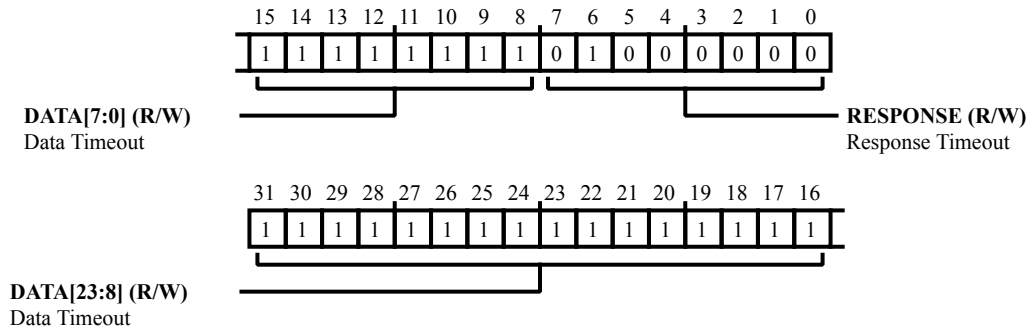 15 14 13 12 11 10 9 8 7 6 5 4 3 2 1 0
1 1 1 1 1 1 1 1 0 1 0 0 0 0 0 0
DATA[7:0] (R/W)
Data Timeout
RESPONSE (R/W)
Response Timeout
31 30 29 28 27 26 25 24 23 22 21 20 19 18 17 16
1 1 1 1 1 1 1 1 1 1 1 1 1 1 1 1
DATA[23:8] (R/W)
Data Timeout